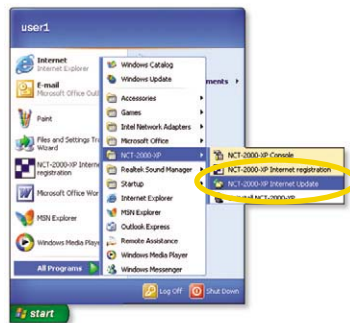 user1
Internet
Internet Explorer
E-mail
Microsoft Office Outl
Paint
Files and Settings Tra
Wizard
NCT-2000-XP Interne
registration
Microsoft Office Wor
MSN Explorer
Windows Media Playe
All Programs
Windows Catalog
Windows Update
Accessories
Games
Intel Network Adapters
Microsoft Office
NCT-2000-XP
Realtek Sound Manager
Startup
Internet Explorer
MSN Explorer
Outlook Express
Remote Assistance
Windows Media Player
Windows Messenger
ments
NCT-2000-XP Console
NCT-2000-XP Internet registration
NCT-2000-XP Internet Update
NCT-2000-XP
Log Off
Shut Down
start